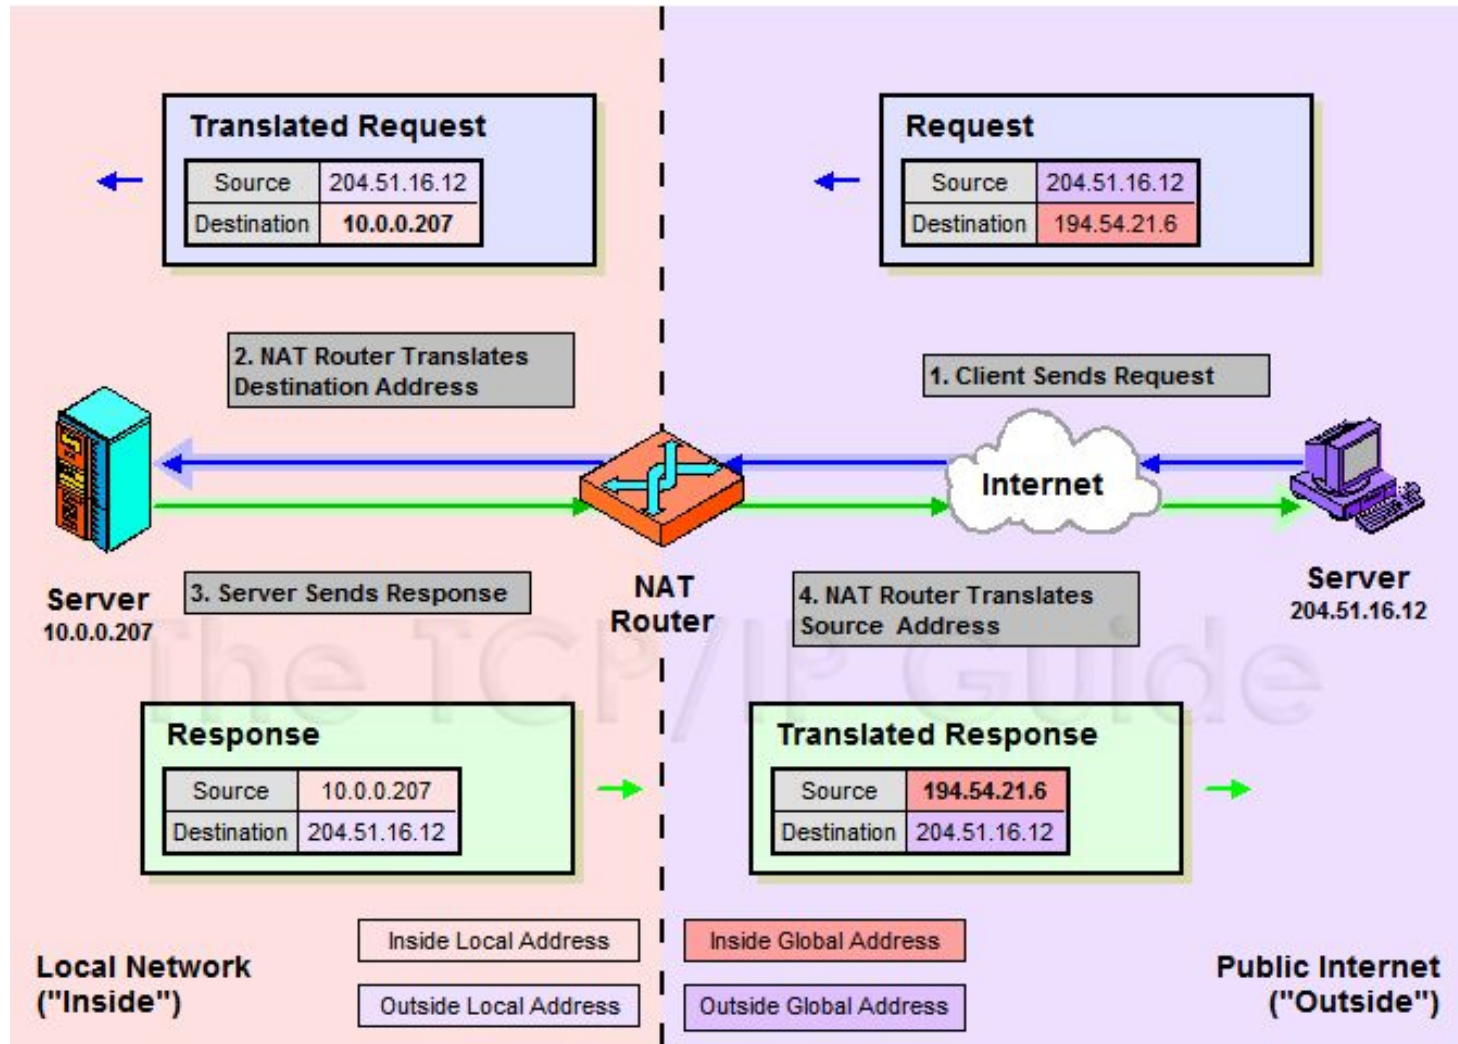 Translated Request
Source 204.51.16.12
Destination 10.0.0.207
Request
Source 204.51.16.12
Destination 194.54.21.6
2. NAT Router Translates
Destination Address
1. Client Sends Request
Internet
Server
10.0.0.207
3. Server Sends Response
NAT
Router
4. NAT Router Translates
Source Address
Server
204.51.16.12
The TCP/IP Guide
Response
Source 10.0.0.207
Destination 204.51.16.12
Translated Response
Source 194.54.21.6
Destination 204.51.16.12
Local Network
("Inside")
Inside Local Address
Outside Local Address
Inside Global Address
Outside Global Address
Public Internet
("Outside")